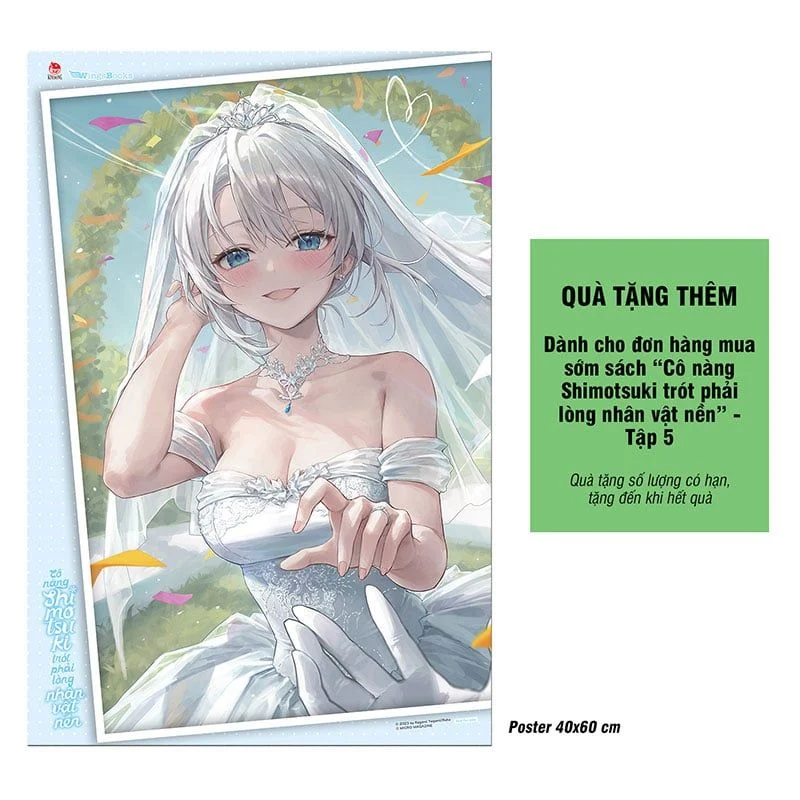 KIM ĐỒNG
WingsBooks
QUÀ TẶNG THÊM
Dành cho đơn hàng mua
sớm sách “Cô nàng
Shimotsuki trót phải
lòng nhân vật nền” -
Tập 5
Quà tặng số lượng có hạn,
tặng đến khi hết quà
Cô
nàng
Shi
mo
tsu
ki
trót
phải
lòng
nhân
vật
nền
© MICRO MAGAZINE
Poster 40x60 cm